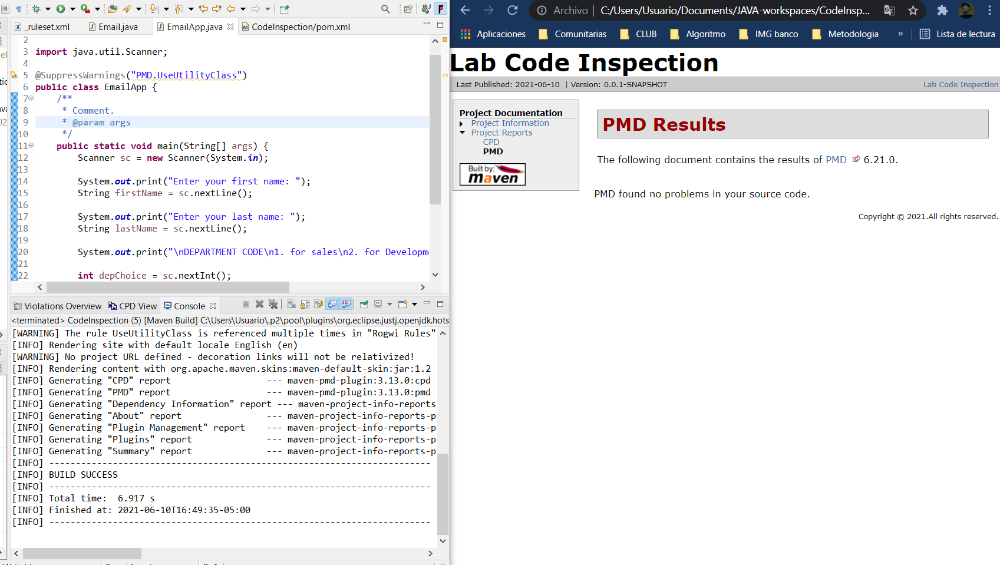 _ruleset.xml
Email.java
EmailApp.java
CodeInspection/pom.xml
2
3 import java.util.Scanner;
4
5 @SuppressWarnings("PMD.UseUtilityClass")
6 public class EmailApp {
7 /**
8 * Comment.
9 * @param args
10 */
11 public static void main(String[] args) {
12 Scanner sc = new Scanner(System.in);
13
14 System.out.print("Enter your first name: ");
15 String firstName = sc.nextLine();
16
17 System.out.print("Enter your last name: ");
18 String lastName = sc.nextLine();
19
20 System.out.print("\nDEPARTMENT CODE\n1. for sales\n2. for Developm
21
22 int depChoice = sc.nextInt();
Violations Overview
CPD View
Console
<terminated> CodeInspection (5) [Maven Build] C:\Users\Usuario\.p2\pool\plugins\org.eclipse.justj.openjdk.hots
[WARNING] The rule UseUtilityClass is referenced multiple times in "Rogwi Rules"
[INFO] Rendering site with default locale English (en)
[WARNING] No project URL defined - decoration links will not be relativized!
[INFO] Rendering content with org.apache.maven.skins:maven-default-skin:jar:1.2
[INFO] Generating "CPD" report --- maven-pmd-plugin:3.13.0:cpd
[INFO] Generating "PMD" report --- maven-pmd-plugin:3.13.0:pmd
[INFO] Generating "Dependency Information" report --- maven-project-info-reports
[INFO] Generating "About" report --- maven-project-info-reports-p
[INFO] Generating "Plugin Management" report --- maven-project-info-reports-p
[INFO] Generating "Plugins" report --- maven-project-info-reports-p
[INFO] Generating "Summary" report --- maven-project-info-reports-p
[INFO] ------------------------------------------------------------------------
[INFO] BUILD SUCCESS
[INFO] ------------------------------------------------------------------------
[INFO] Total time: 6.917 s
[INFO] Finished at: 2021-06-10T16:49:35-05:00
[INFO] ------------------------------------------------------------------------
Archivo | C:/Users/Usuario/Documents/JAVA-workspaces/CodeInsp...
Aplicaciones
Comunitarias
CLUB
Algoritmo
IMG banco
Metodologia
»
Lista de lectura
Lab Code Inspection
Last Published: 2021-06-10 | Version: 0.0.1-SNAPSHOT
Lab Code Inspection
Project Documentation
Project Information
Project Reports
CPD
PMD
Built by:
maven
PMD Results
The following document contains the results of PMD 6.21.0.
PMD found no problems in your source code.
Copyright © 2021.All rights reserved.